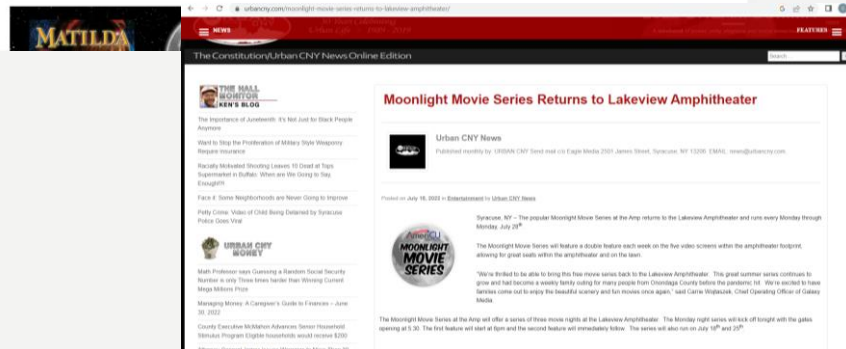 MATILDA
urbancny.com/moonlight-movie-series-returns-to-lakeview-amphitheater/
NEWS
FEATURES
The Constitution/Urban CNY News Online Edition
Search
THE HALL
MONITOR
KEN'S BLOG
The Importance of Juneteenth: It's Not Just for Black People
Anymore
Want to Stop the Proliferation of Military Style Weaponry
Require Insurance
Racially Motivated Shooting Leaves 10 Dead at Tops
Supermarket in Buffalo: When are We Going to Say,
Enough!!!!
Face it: Some Neighborhoods are Never Going to Improve
Petty Crime: Video of Child Being Detained by Syracuse
Police Goes Viral
URBAN CNY
MONEY
Math Professor says Guessing a Random Social Security
Number is only Three times harder than Winning Current
Mega Millions Prize
Managing Money: A Caregiver's Guide to Finances – June
30, 2022
County Executive McMahon Advances Senior Household
Stimulus Program Eligible households would receive $200
Moonlight Movie Series Returns to Lakeview Amphitheater
Urban CNY News
Published monthly by: URBAN CNY Send mail c/o Eagle Media 2501 James Street, Syracuse, NY 13206. EMAIL: news@urbancny.com
Posted on July 18, 2022 in Entertainment by Urban CNY News
AmeriCU
MOONLIGHT
MOVIE
SERIES
Syracuse, NY – The popular Moonlight Movie Series at the Amp returns to the Lakeview Amphitheater and runs every Monday through
Monday, July 28th
The Moonlight Movie Series will feature a double feature each week on the five video screens within the amphitheater footprint,
allowing for great seats within the amphitheater and on the lawn.
"We're thrilled to be able to bring this free movie series back to the Lakeview Amphitheater. This great summer series continues to
grow and had become a weekly family outing for many people from Onondaga County before the pandemic hit. We're excited to have
families come out to enjoy the beautiful scenery and fun movies once again," said Carrie Wojtaszek, Chief Operating Officer of Galaxy
Media.
The Moonlight Movie Series at the Amp will offer a series of three movie nights at the Lakeview Amphitheater. The Monday night series will kick off tonight with the gates
opening at 5:30. The first feature will start at 6pm and the second feature will immediately follow. The series will also run on July 18th and 25th.